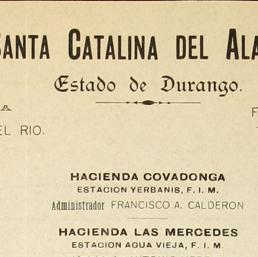 SANTA CATALINA DEL ALA
Estado de Durango.
EL RIO.
HACIENDA COVADONGA
ESTACION YERBANIS, F. I. M.
Administrador FRANCISCO A. CALDERON
HACIENDA LAS MERCEDES
ESTACION AGUA VIEJA, F. I. M.